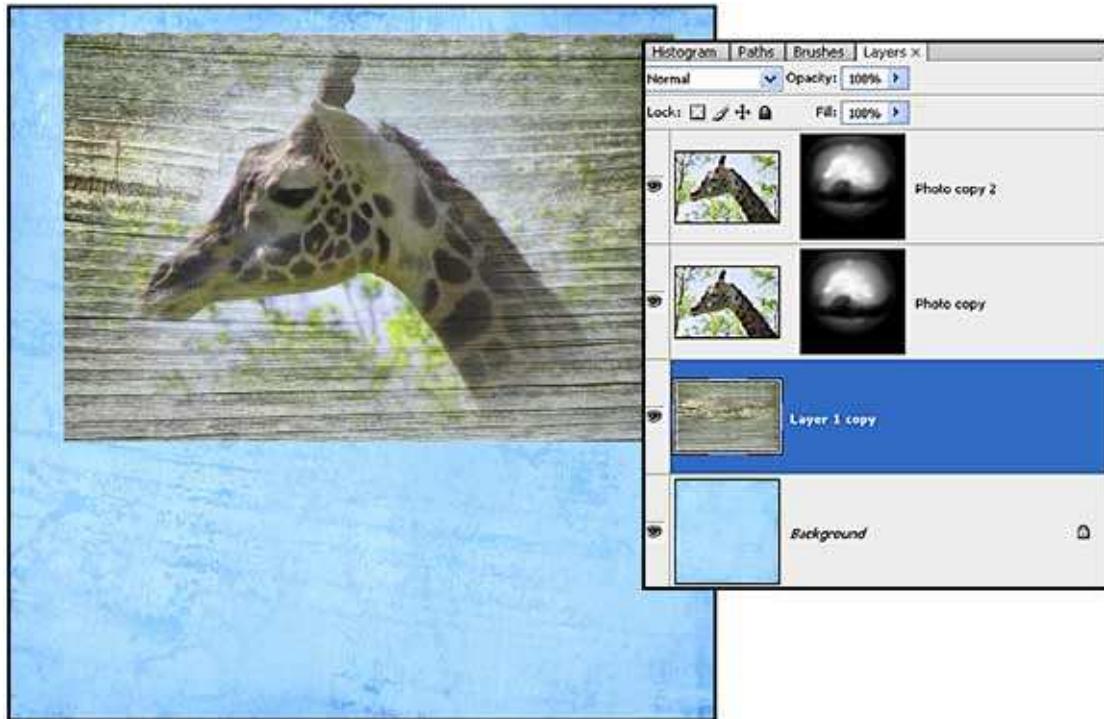 Histogram Paths Brushes Layers ×
Normal Opacity: 100%
Lock: Fill: 100%
Photo copy 2
Photo copy
Layer 1 copy
Background